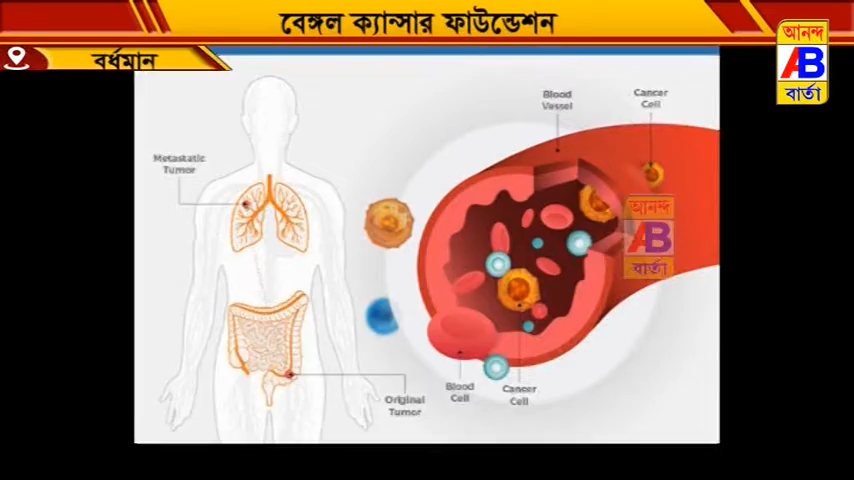 বেঙ্গল ক্যান্সার ফাউন্ডেশন
বর্ধমান
আনন্দ
AB
বার্তা
Blood
Vessel
Cancer
Cell
Metastatic
Tumor
আনন্দ
AB
বার্তা
Original
Tumor
Blood
Cell
Cancer
Cell